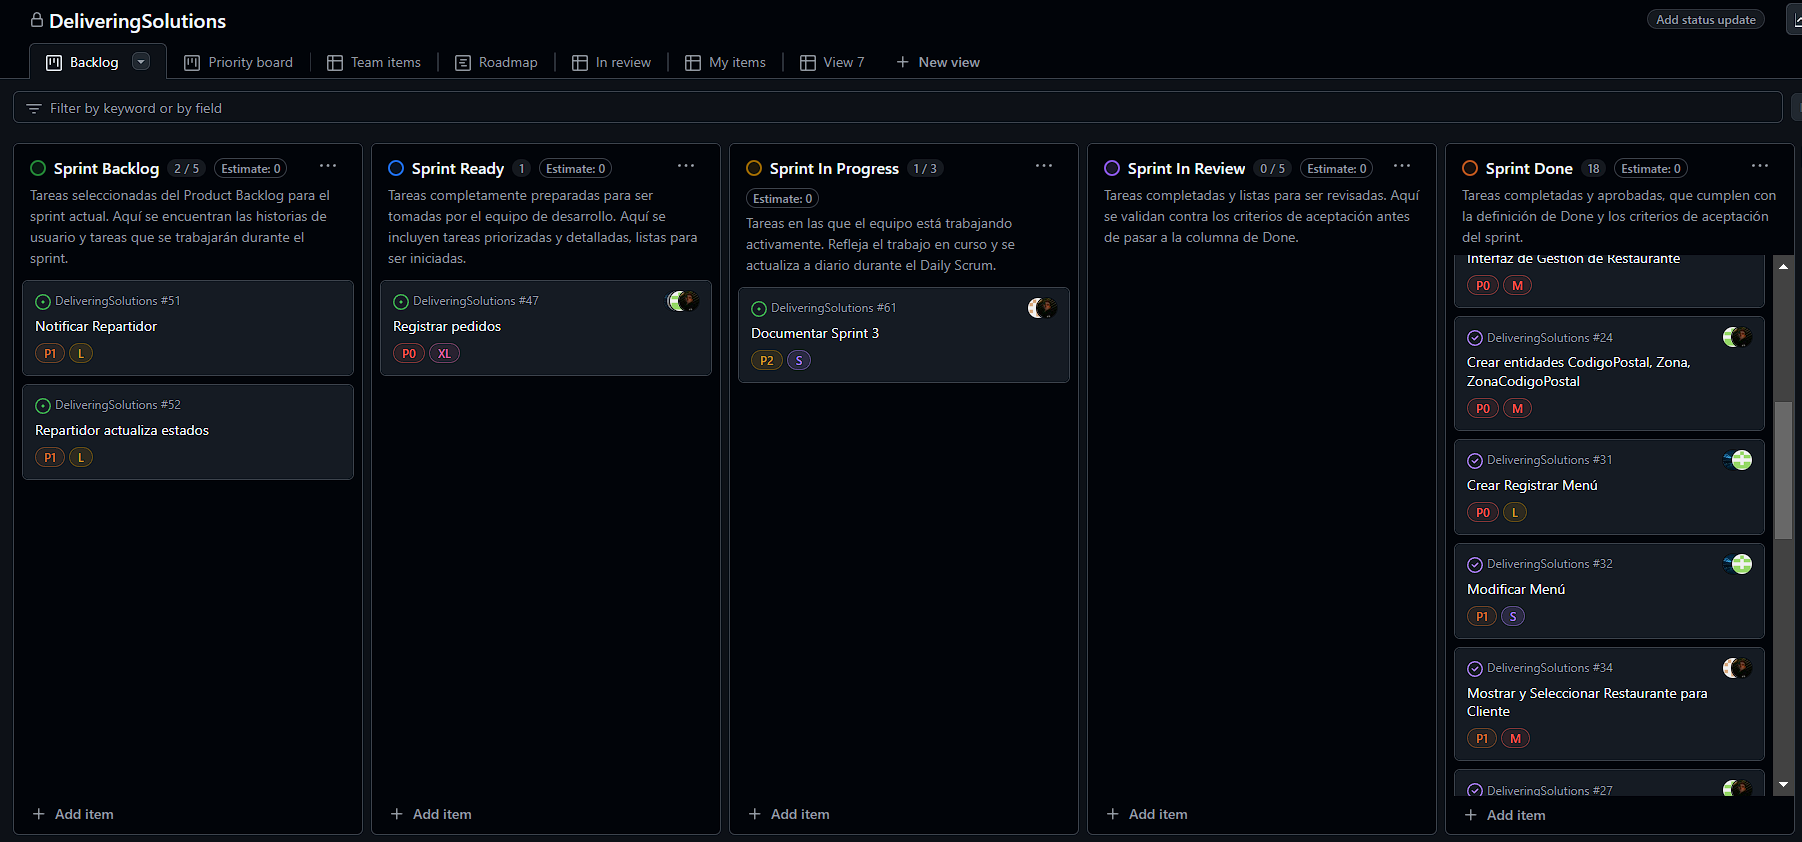 DeliveringSolutions
Add status update
Backlog
Priority board
Team items
Roadmap
In review
My items
View 7
New view
Filter by keyword or by field
Sprint Backlog 2 / 5 Estimate: 0
Tareas seleccionadas del Product Backlog para el
sprint actual. Aquí se encuentran las historias de
usuario y tareas que se trabajarán durante el
sprint.
DeliveringSolutions #51
Notificar Repartidor
P1 L
DeliveringSolutions #52
Repartidor actualiza estados
P1 L
Add item
Sprint Ready 1 Estimate: 0
Tareas completamente preparadas para ser
tomadas por el equipo de desarrollo. Aquí se
incluyen tareas priorizadas y detalladas, listas para
ser iniciadas.
DeliveringSolutions #47
Registrar pedidos
P0 XL
Add item
Sprint In Progress 1 / 3
Estimate: 0
Tareas en las que el equipo está trabajando
activamente. Refleja el trabajo en curso y se
actualiza a diario durante el Daily Scrum.
DeliveringSolutions #61
Documentar Sprint 3
P2 S
Add item
Sprint In Review 0 / 5 Estimate: 0
Tareas completadas y listas para ser revisadas. Aquí
se validan contra los criterios de aceptación antes
de pasar a la columna de Done.
Add item
Sprint Done 18 Estimate: 0
Tareas completadas y aprobadas, que cumplen con
la definición de Done y los criterios de aceptación
del sprint.
Interfaz de Gestión de Restaurante
P0 M
DeliveringSolutions #24
Crear entidades CodigoPostal, Zona,
ZonaCodigoPostal
P0 M
DeliveringSolutions #31
Crear Registrar Menú
P0 L
DeliveringSolutions #32
Modificar Menú
P1 S
DeliveringSolutions #34
Mostrar y Seleccionar Restaurante para
Cliente
P1 M
DeliveringSolutions #27
Add item